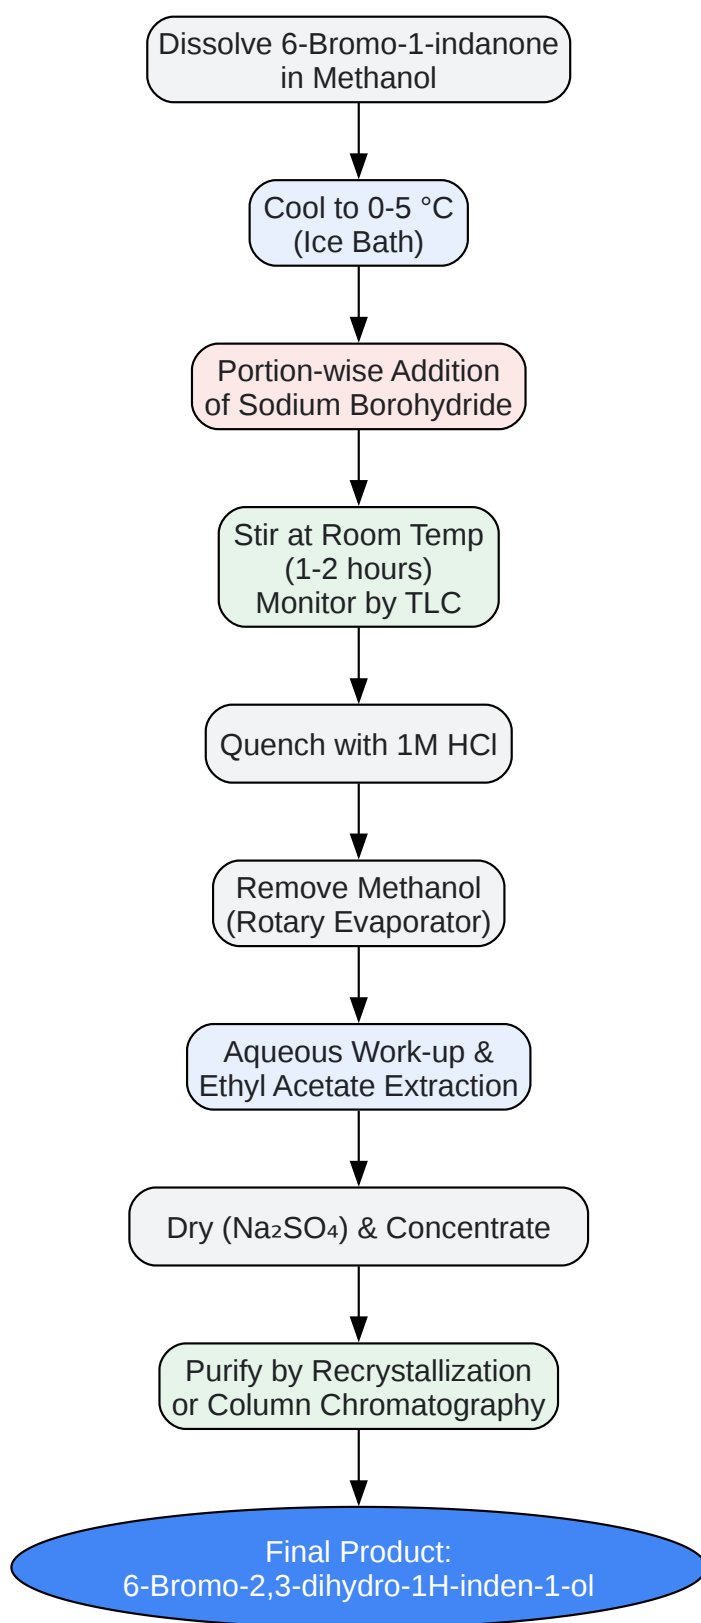 Dissolve 6-Bromo-1-indanone
in Methanol
Cool to 0-5 °C
(Ice Bath)
Portion-wise Addition
of Sodium Borohydride
Stir at Room Temp
(1-2 hours)
Monitor by TLC
Quench with 1M HCl
Remove Methanol
(Rotary Evaporator)
Aqueous Work-up &
Ethyl Acetate Extraction
Dry (Na₂SO₄) & Concentrate
Purify by Recrystallization
or Column Chromatography
Final Product:
6-Bromo-2,3-dihydro-1H-inden-1-ol